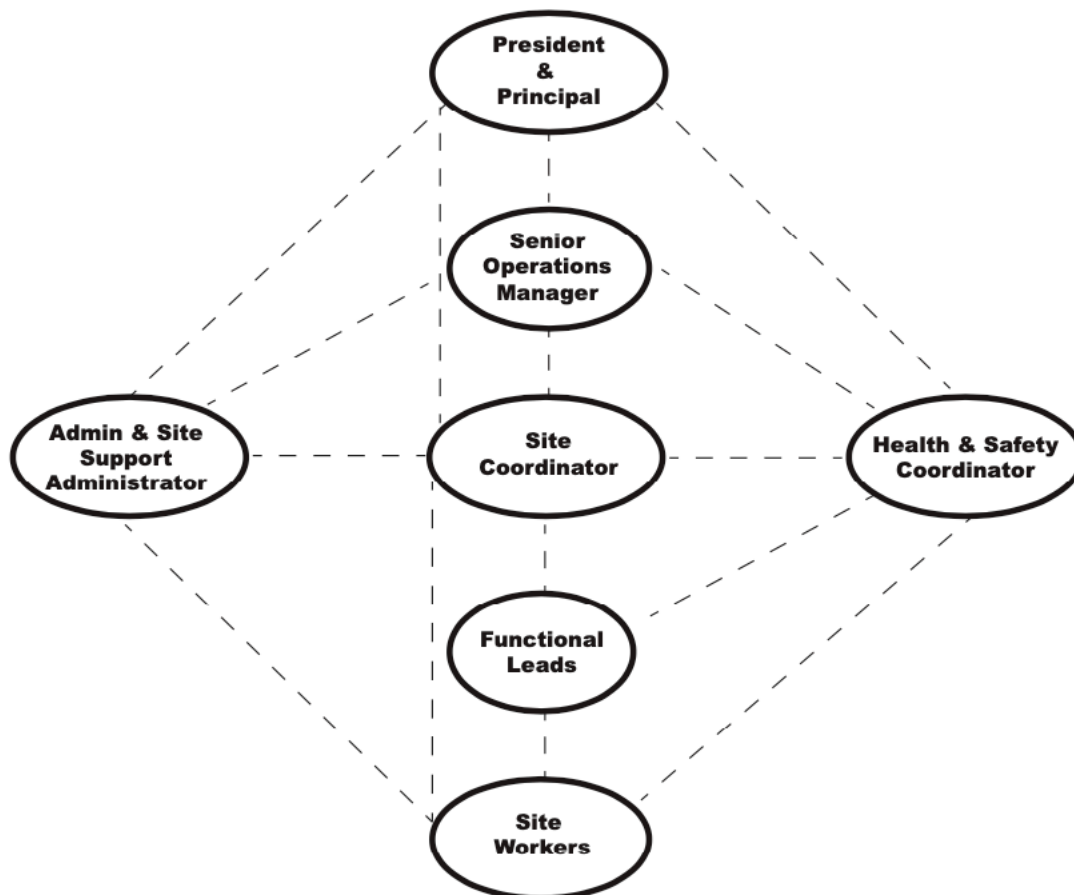 President
&
Principal
Senior
Operations
Manager
Admin & Site
Support
Administrator
Site
Coordinator
Health & Safety
Coordinator
Functional
Leads
Site
Workers